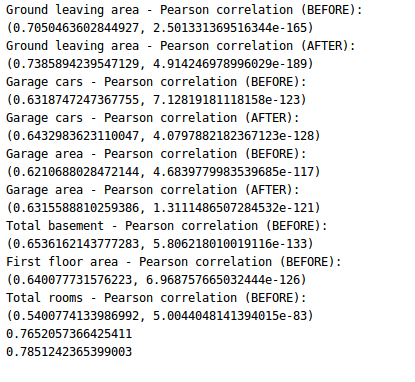 Ground leaving area - Pearson correlation (BEFORE):
(0.7050463602844927, 2.501331369516344e-165)
Ground leaving area - Pearson correlation (AFTER):
(0.7385894239547129, 4.914246978996029e-189)
Garage cars - Pearson correlation (BEFORE):
(0.6318747247367755, 7.12819181118158e-123)
Garage cars - Pearson correlation (AFTER):
(0.6432983623110047, 4.0797882182367123e-128)
Garage area - Pearson correlation (BEFORE):
(0.6210688028472144, 4.6839779983539685e-117)
Garage area - Pearson correlation (AFTER):
(0.6315588810259386, 1.3111486507284532e-121)
Total basement - Pearson correlation (BEFORE):
(0.6536162143777283, 5.806218010019116e-133)
First floor area - Pearson correlation (BEFORE):
(0.640077731576223, 6.968757665032444e-126)
Total rooms - Pearson correlation (BEFORE):
(0.5400774133986992, 5.0044048141394015e-83)
0.7652057366425411
0.7851242365399003